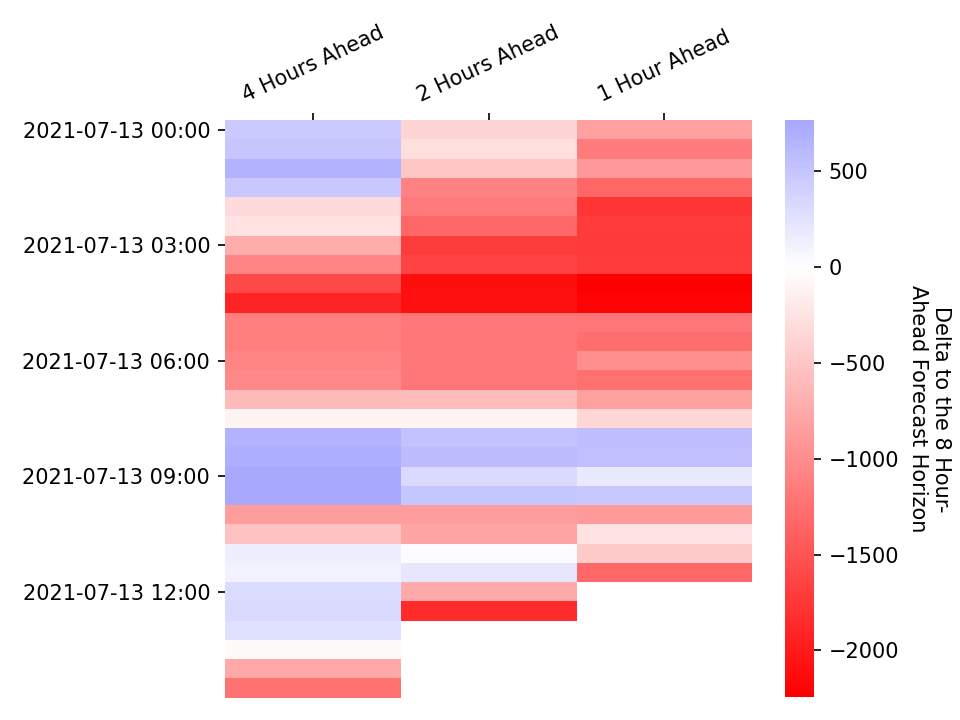 4 Hours Ahead
2 Hours Ahead
1 Hour Ahead
2021-07-13 00:00
2021-07-13 03:00
2021-07-13 06:00
2021-07-13 09:00
2021-07-13 12:00
500
0
−500
−1000
−1500
−2000
Delta to the 8 Hour-
Ahead Forecast Horizon